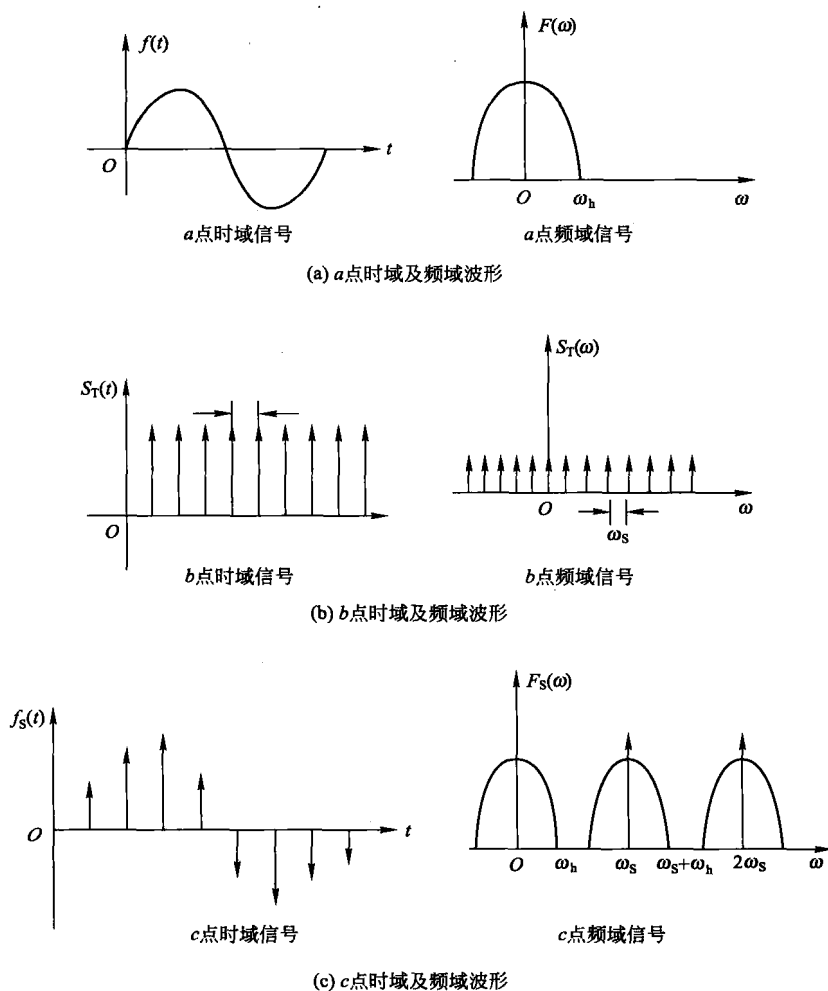 f(t)
O
t
a点时域信号
F(ω)
O
ω_h
ω
a点频域信号
(a) a点时域及频域波形
S_T(t)
O
b点时域信号
S_T(ω)
O
ω_S
ω
b点频域信号
(b) b点时域及频域波形
f_S(t)
O
t
c点时域信号
F_S(ω)
O
ω_h
ω_S
ω_S+ω_h
2ω_S
ω
c点频域信号
(c) c点时域及频域波形